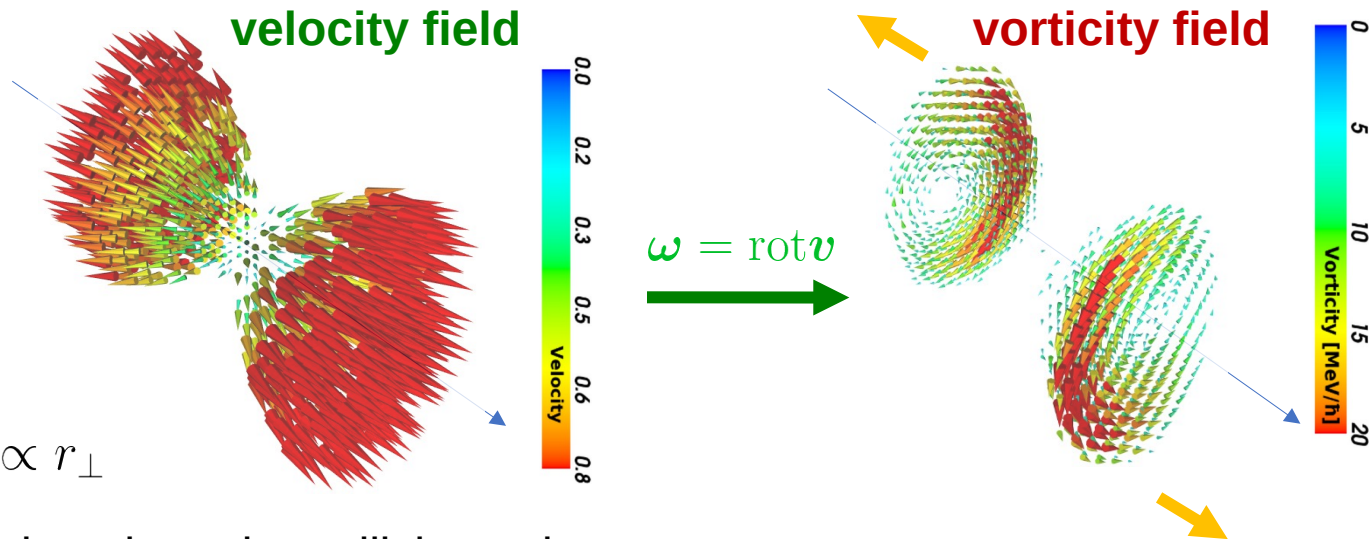 velocity field
vorticity field
0.0
0.2
0.3
0.5
0.6
0.8
Velocity
ω = rotv
0
5
10
15
20
Vorticity [MeV/ħ]
∝ r⊥